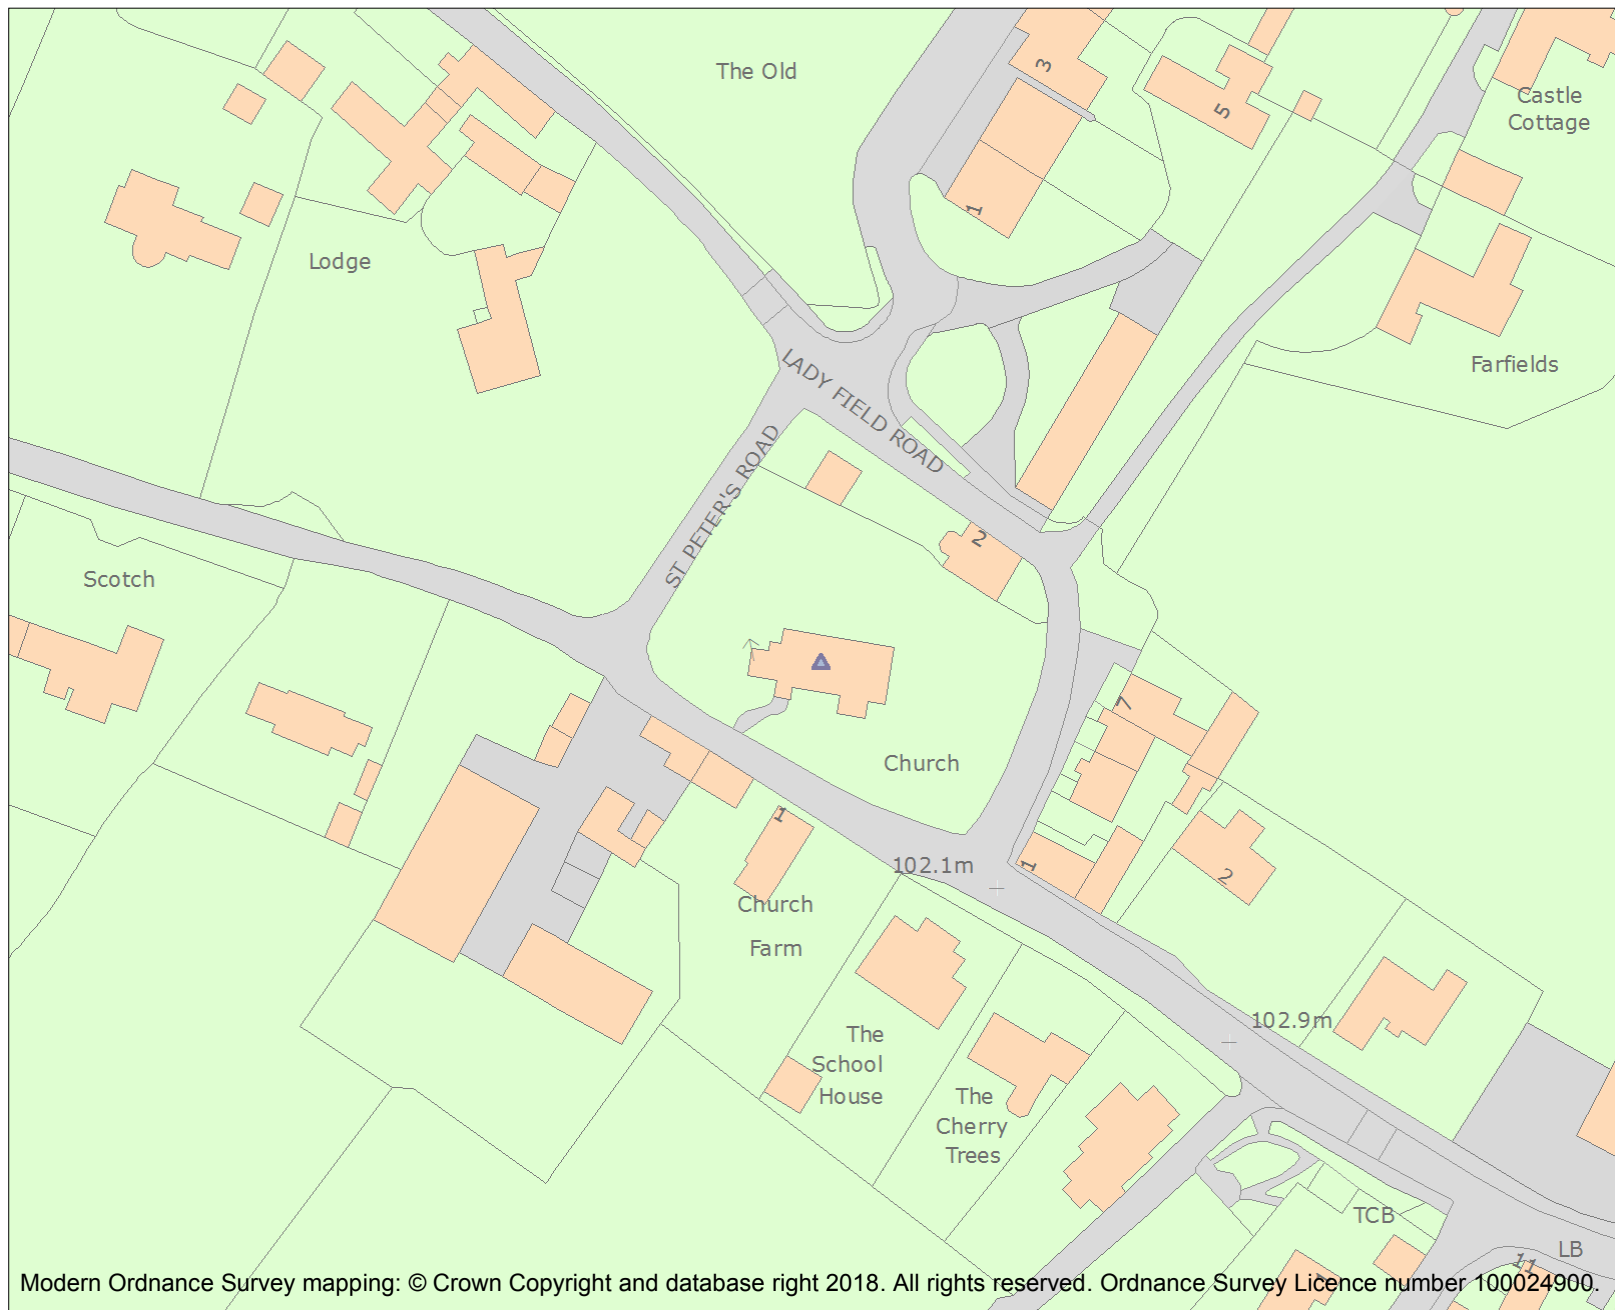 The Old
3
5
Castle
Cottage
1
Lodge
Farfields
LADY FIELD ROAD
ST PETER'S ROAD
2
Scotch
7
Church
1
102.1m
1
2
Church
Farm
The
School
House
102.9m
The
Cherry
Trees
TCB
LB
11
1
Modern Ordnance Survey mapping: © Crown Copyright and database right 2018. All rights reserved. Ordnance Survey Licence number 100024900.